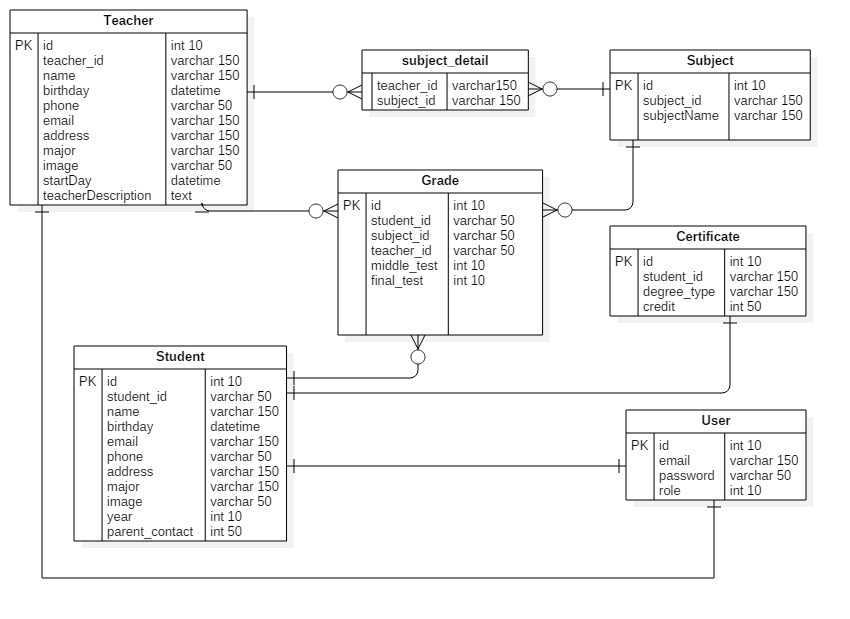 Teacher
PK id int 10
teacher_id varchar 150
name varchar 150
birthday datetime
phone varchar 50
email varchar 150
address varchar 150
major varchar 150
image varchar 50
startDay datetime
teacherDescription text
subject_detail
teacher_id varchar150
subject_id varchar 150
Subject
PK id int 10
subject_id varchar 150
subjectName varchar 150
Grade
PK id int 10
student_id varchar 50
subject_id varchar 50
teacher_id varchar 50
middle_test int 10
final_test int 10
Certificate
PK id int 10
student_id varchar 150
degree_type varchar 150
credit int 50
Student
PK id int 10
student_id varchar 50
name varchar 150
birthday datetime
email varchar 150
phone varchar 50
address varchar 150
major varchar 150
image varchar 50
year int 10
parent_contact int 50
User
PK id int 10
email varchar 150
password varchar 50
role int 10